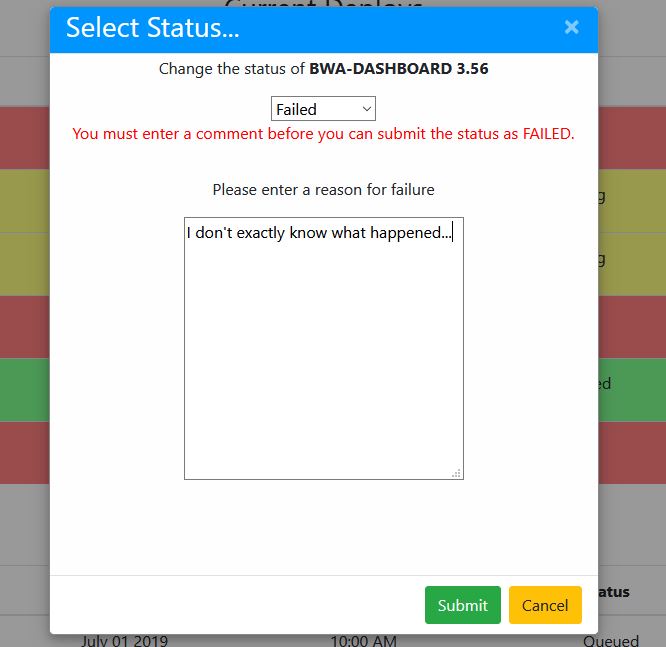 Current Deploys
Select Status...
×
Change the status of BWA-DASHBOARD 3.56
Failed
You must enter a comment before you can submit the status as FAILED.
Please enter a reason for failure
I don't exactly know what happened...
Submit Cancel
July 01 2019 10:00 AM Queued